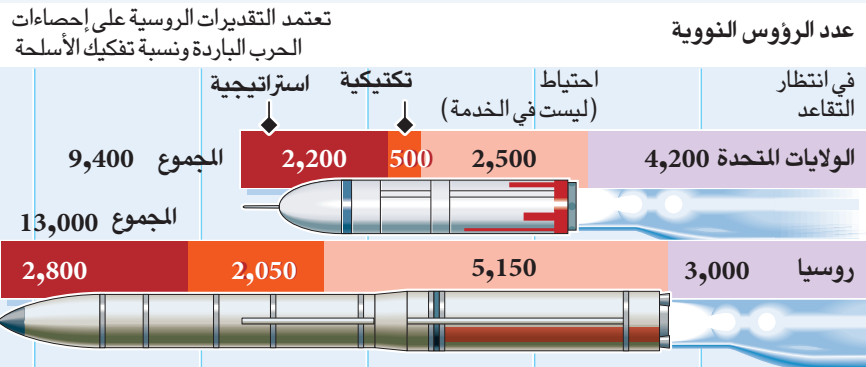 عدد الرؤوس النووية
تعتمد التقديرات الروسية على إحصاءات
الحرب الباردة ونسبة تفكيك الأسلحة
في انتظار
التقاعد
احتياط
(ليست في الخدمة)
تكتيكية
استراتيجية
الولايات المتحدة 4,200 2,500 500 2,200 المجموع 9,400
المجموع 13,000
روسيا 3,000 5,150 2,050 2,800